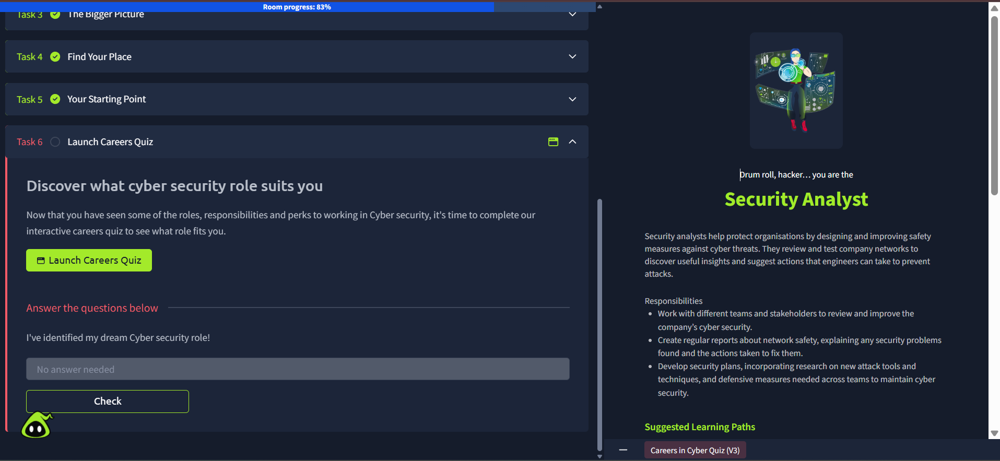 Room progress: 83%
Task 3 The Bigger Picture
Task 4 Find Your Place
Task 5 Your Starting Point
Task 6 Launch Careers Quiz
Discover what cyber security role suits you
Now that you have seen some of the roles, responsibilities and perks to working in Cyber security, it's time to complete our
interactive careers quiz to see what role fits you.
Launch Careers Quiz
Answer the questions below
I've identified my dream Cyber security role!
No answer needed
Check
Drum roll, hacker... you are the
Security Analyst
Security analysts help protect organisations by designing and improving safety
measures against cyber threats. They review and test company networks to
discover useful insights and suggest actions that engineers can take to prevent
attacks.
Responsibilities
• Work with different teams and stakeholders to review and improve the
company’s cyber security.
• Create regular reports about network safety, explaining any security problems
found and the actions taken to fix them.
• Develop security plans, incorporating research on new attack tools and
techniques, and defensive measures needed across teams to maintain cyber
security.
Suggested Learning Paths
Careers in Cyber Quiz (V3)